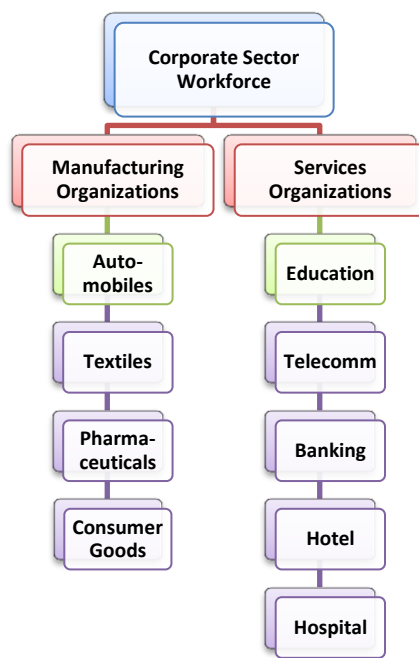 Corporate Sector
Workforce
Manufacturing
Organizations
Services
Organizations
Auto-
mobiles
Education
Textiles
Telecomm
Pharma-
ceuticals
Banking
Consumer
Goods
Hotel
Hospital